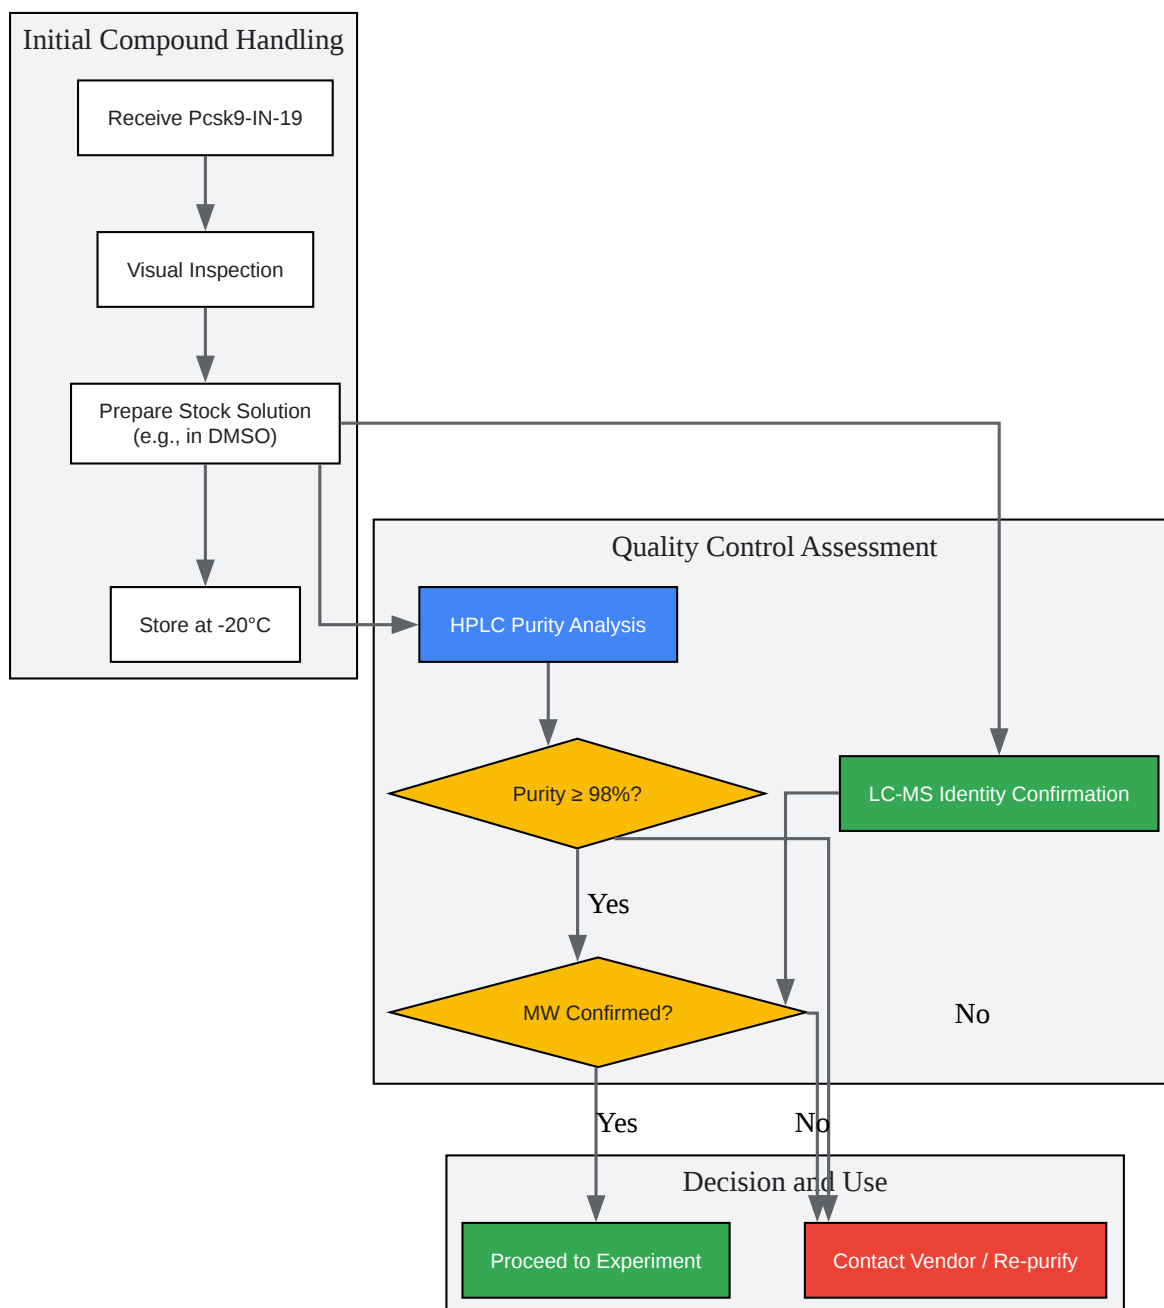 Initial Compound Handling
Receive Pcsk9-IN-19
Visual Inspection
Prepare Stock Solution
(e.g., in DMSO)
Store at -20°C
Quality Control Assessment
HPLC Purity Analysis
Purity ≥ 98%?
LC-MS Identity Confirmation
Yes
MW Confirmed?
No
Yes
No
Decision and Use
Proceed to Experiment
Contact Vendor / Re-purify